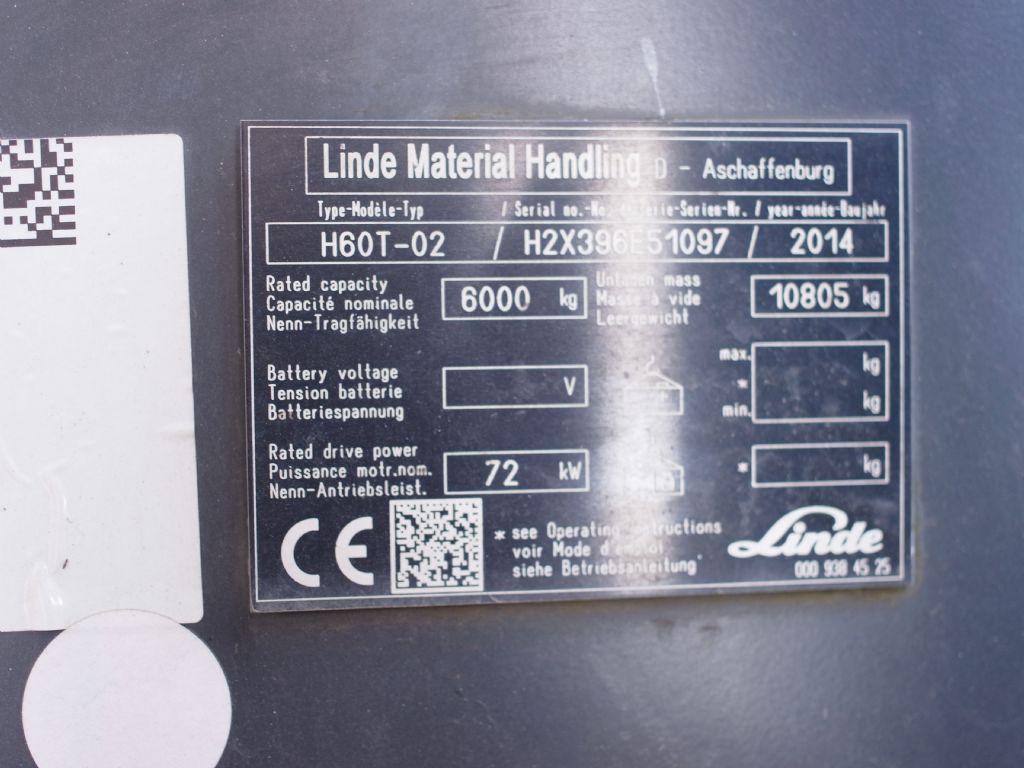 Linde Material Handling D - Aschaffenburg
Type-Modèle-Typ / Serial no.-No. de série-Serien-Nr. / year-année-Baujahr
H60T-02 / H2X396E51097 / 2014
Rated capacity
Capacité nominale
Nenn-Tragfähigkeit
6000 kg
Untaden mass
Masse à vide
Leergewicht
10805 kg
Battery voltage
Tension batterie
Batteriespannung
V
max. kg
*
min. kg
Rated drive power
Puissance motr.nom.
Nenn-Antriebsleist.
72 kW
* kg
CE
* see Operating instructions
voir Mode d'emploi
siehe Betriebsanleitung
Linde
000 938 45 25